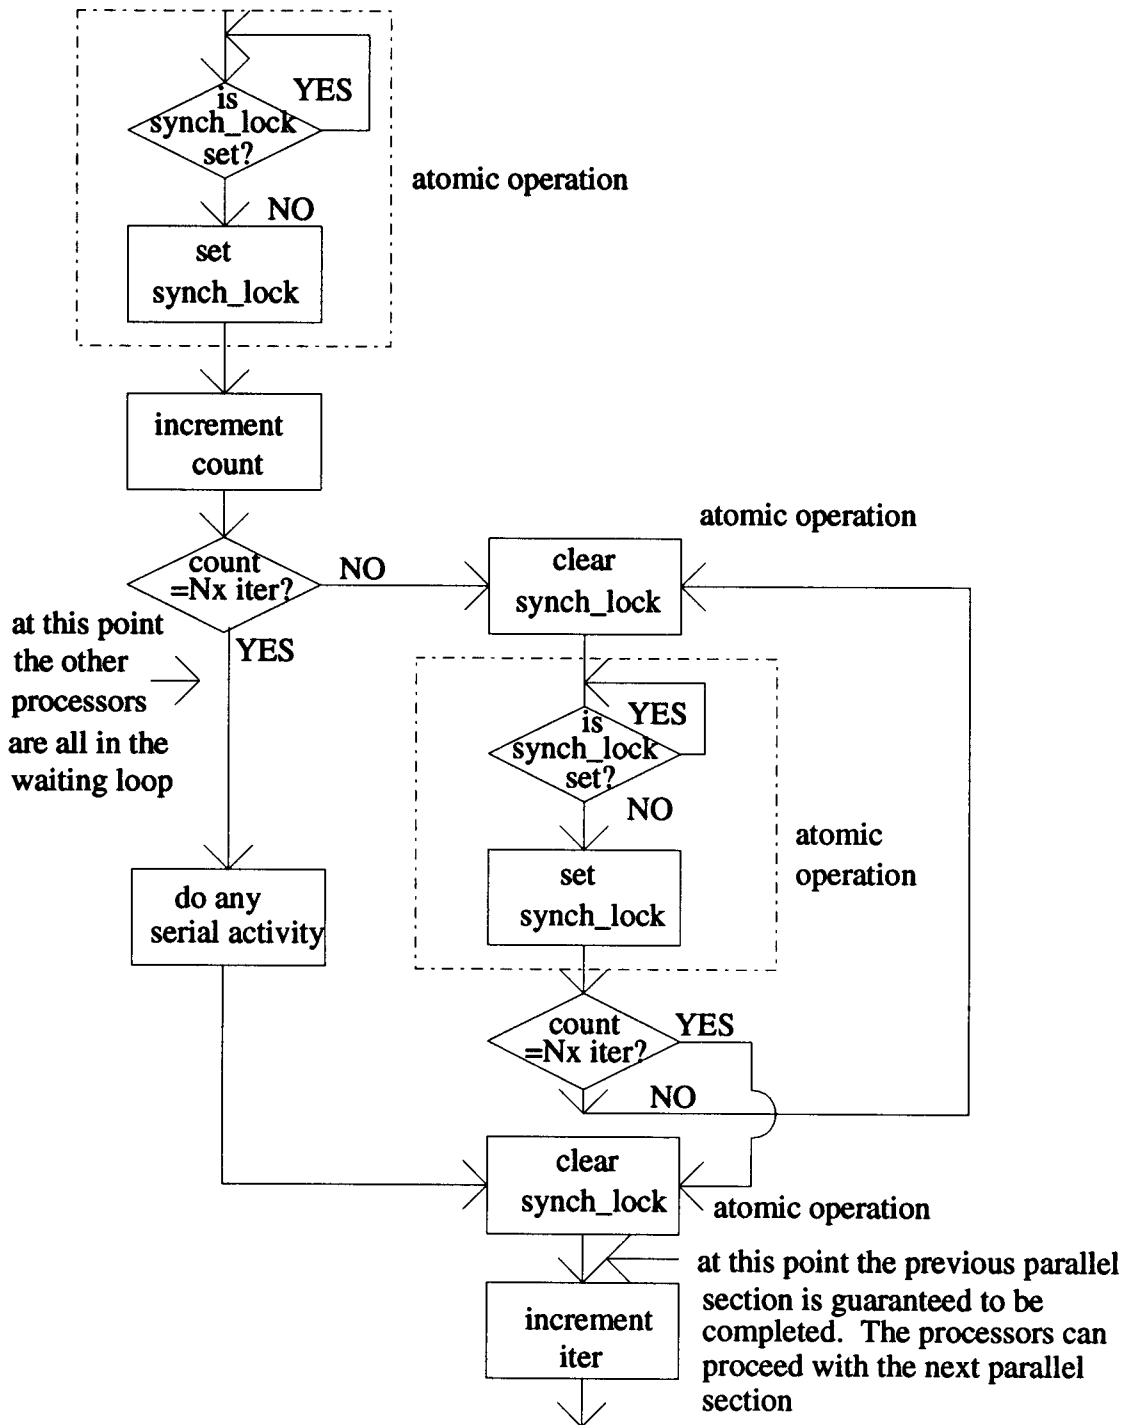 YES
is
synch_lock
set?
atomic operation
NO
set
synch_lock
increment
count
atomic operation
count
=Nx iter?
NO
clear
synch_lock
at this point
the other
processors
are all in the
waiting loop
YES
YES
is
synch_lock
set?
NO
atomic
operation
set
synch_lock
do any
serial activity
count
=Nx iter?
YES
NO
clear
synch_lock
atomic operation
at this point the previous parallel
section is guaranteed to be
completed. The processors can
proceed with the next parallel
section
increment
iter